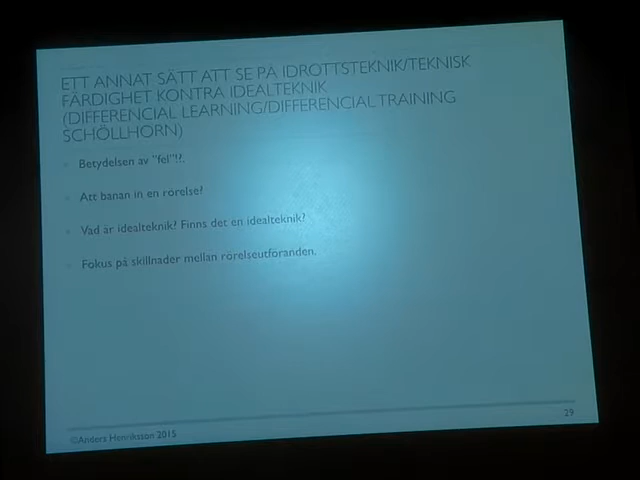 ETT ANNAT SÄTT ATT SE PÅ IDROTTSTEKNIK/TEKNISK
FÄRDIGHET KONTRA IDEALTEKNIK
(DIFFERENCIAL LEARNING/DIFFERENCIAL TRAINING
SCHÖLLHORN)
Betydelsen av "fel"!?.
Att banan in en rörelse?
Vad är idealteknik? Finns det en idealteknik?
Fokus på skillnader mellan rörelseutföranden.
©Anders Henriksson 2015
29